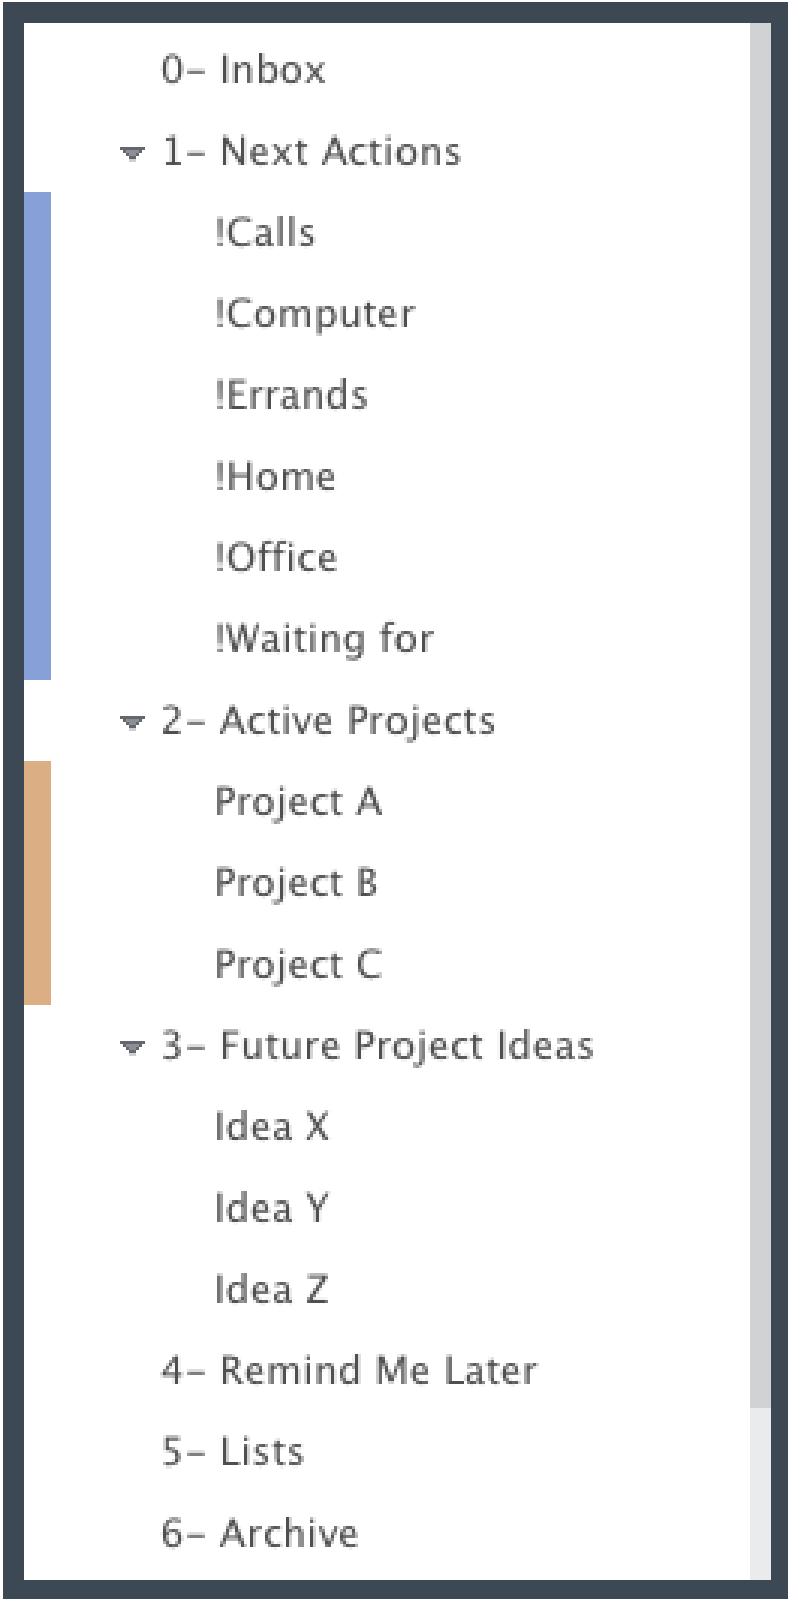 0- Inbox
1- Next Actions
!Calls
!Computer
!Errands
!Home
!Office
!Waiting for
2- Active Projects
Project A
Project B
Project C
3- Future Project Ideas
Idea X
Idea Y
Idea Z
4- Remind Me Later
5- Lists
6- Archive